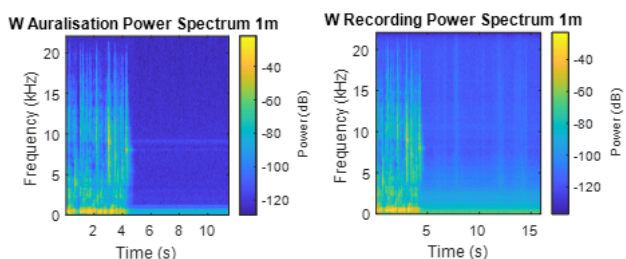 W Auralisation Power Spectrum 1m
20
15
10
5
0
Frequency (kHz)
2 4 6 8 10
Time (s)
-40
-60
-80
-100
-120
Power(dB)
W Recording Power Spectrum 1m
20
15
10
5
0
Frequency (kHz)
5 10 15
Time (s)
-40
-60
-80
-100
-120
Power(dB)